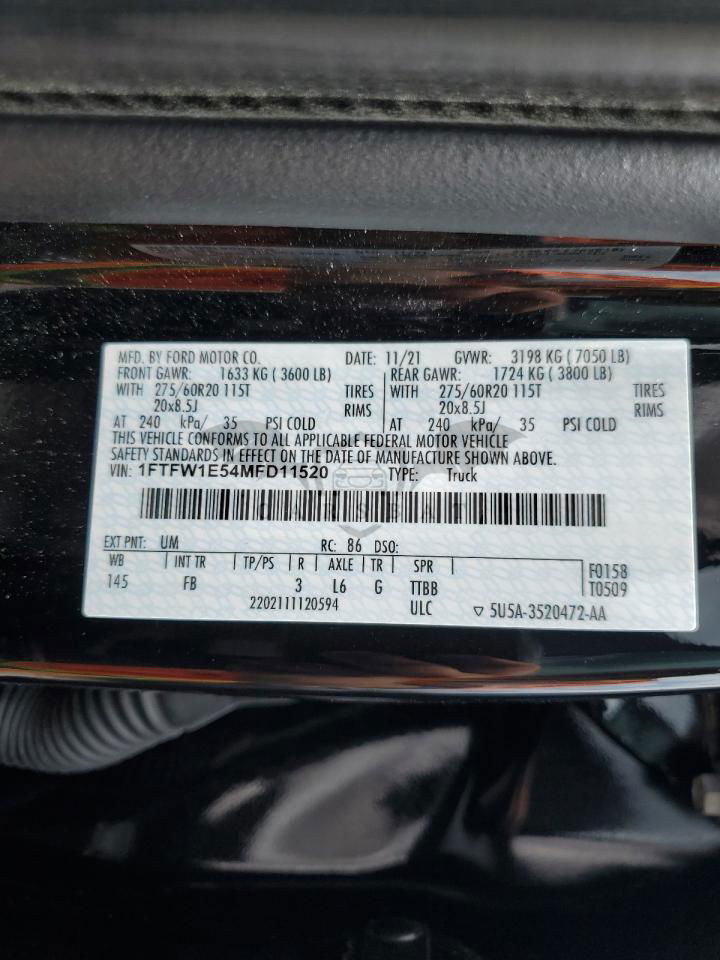 MFD. BY FORD MOTOR CO. DATE: 11/21 GVWR: 3198 KG ( 7050 LB)
FRONT GAWR: 1633 KG ( 3600 LB) REAR GAWR: 1724 KG ( 3800 LB)
WITH 275/60R20 115T TIRES WITH 275/60R20 115T TIRES
20x8.5J RIMS 20x8.5J RIMS
AT 240 kPa/ 35 PSI COLD AT 240 kPa/ 35 PSI COLD
THIS VEHICLE CONFORMS TO ALL APPLICABLE FEDERAL MOTOR VEHICLE
SAFETY STANDARDS IN EFFECT ON THE DATE OF MANUFACTURE SHOWN ABOVE.
VIN: 1FTFW1E54MFD11520 TYPE: Truck
EXT PNT: UM RC: 86 DSO:
WB INT TR TP/PS R AXLE TR SPR F0158
145 FB 3 L6 G TTBB T0509
2202111120594 ULC ▽ 5U5A-3520472-AA